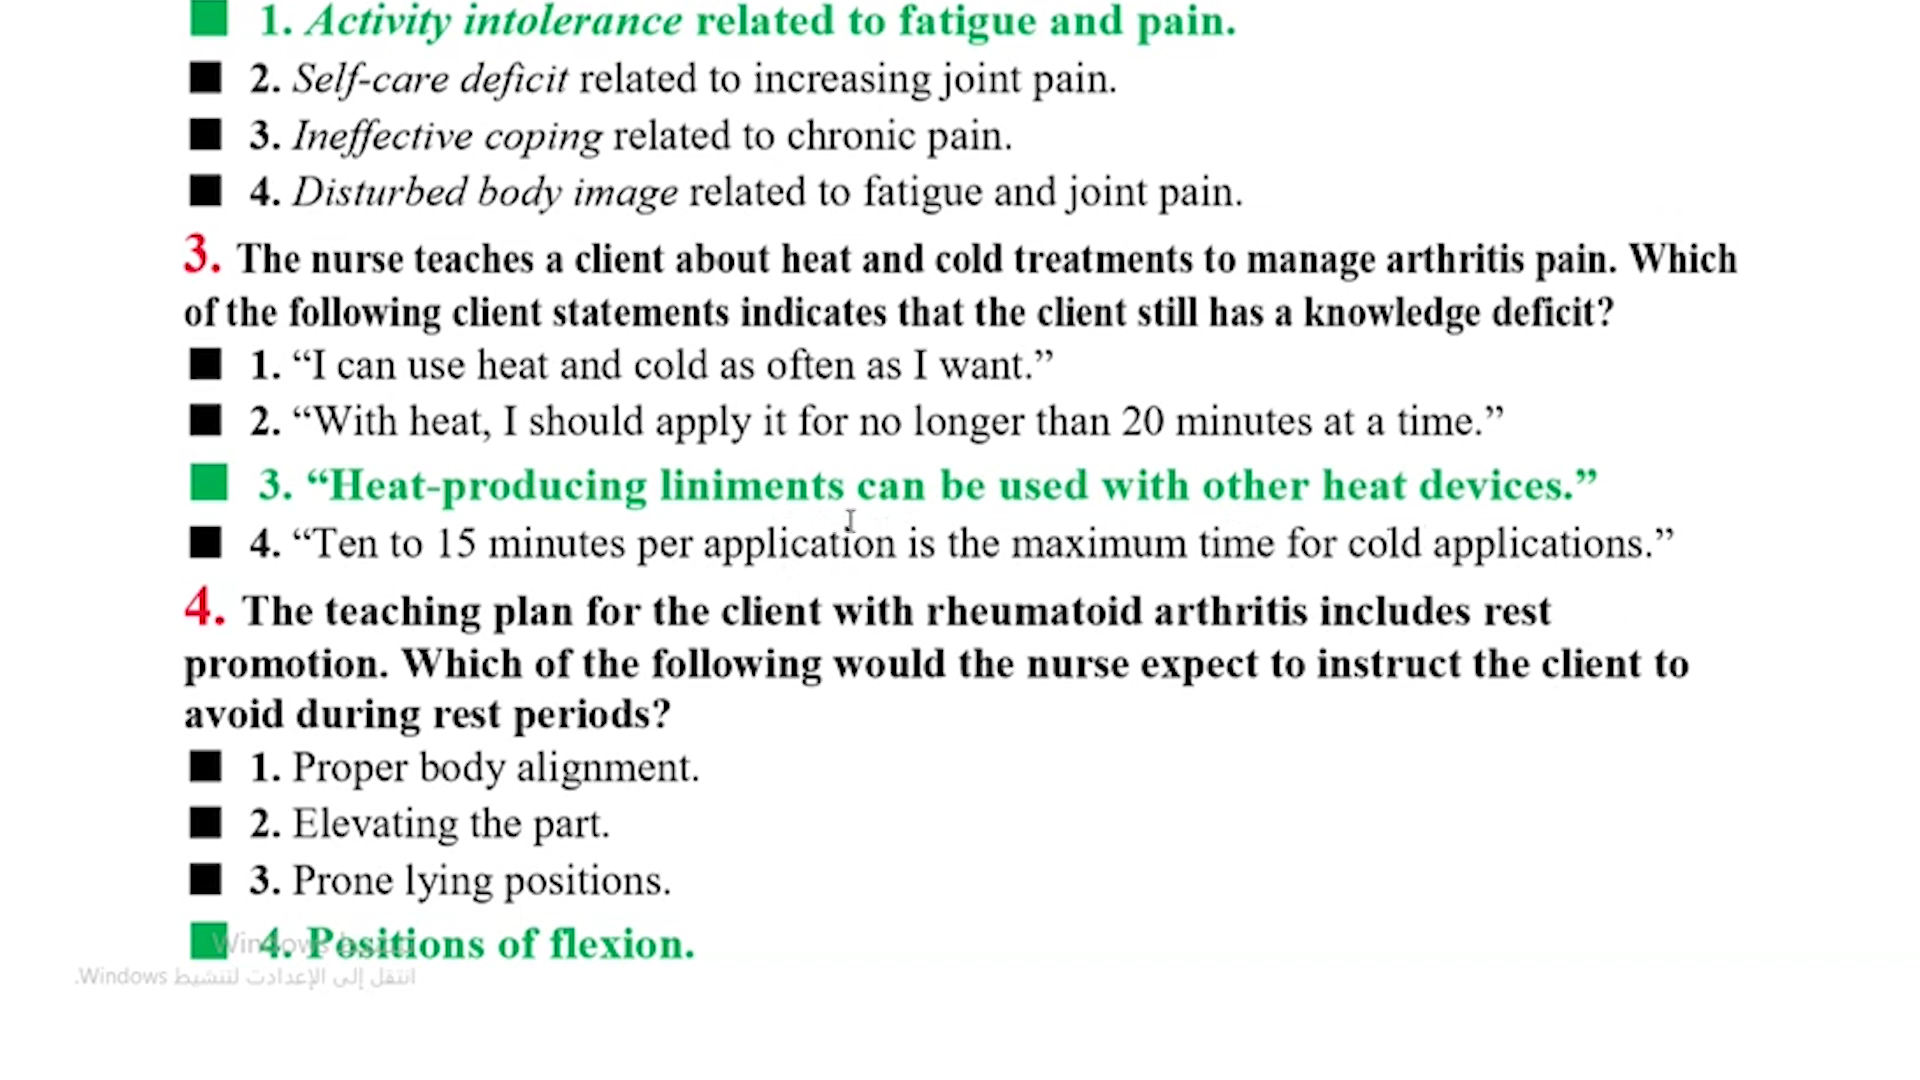 1. Activity intolerance related to fatigue and pain.
2. Self-care deficit related to increasing joint pain.
3. Ineffective coping related to chronic pain.
4. Disturbed body image related to fatigue and joint pain.
3. The nurse teaches a client about heat and cold treatments to manage arthritis pain. Which
of the following client statements indicates that the client still has a knowledge deficit?
1. “I can use heat and cold as often as I want.”
2. “With heat, I should apply it for no longer than 20 minutes at a time.”
3. “Heat-producing liniments can be used with other heat devices.”
4. “Ten to 15 minutes per application is the maximum time for cold applications.”
4. The teaching plan for the client with rheumatoid arthritis includes rest
promotion. Which of the following would the nurse expect to instruct the client to
avoid during rest periods?
1. Proper body alignment.
2. Elevating the part.
3. Prone lying positions.
4. Positions of flexion.
تنشيط Windows
انتقل إلى الإعدادت لتنشيط Windows.